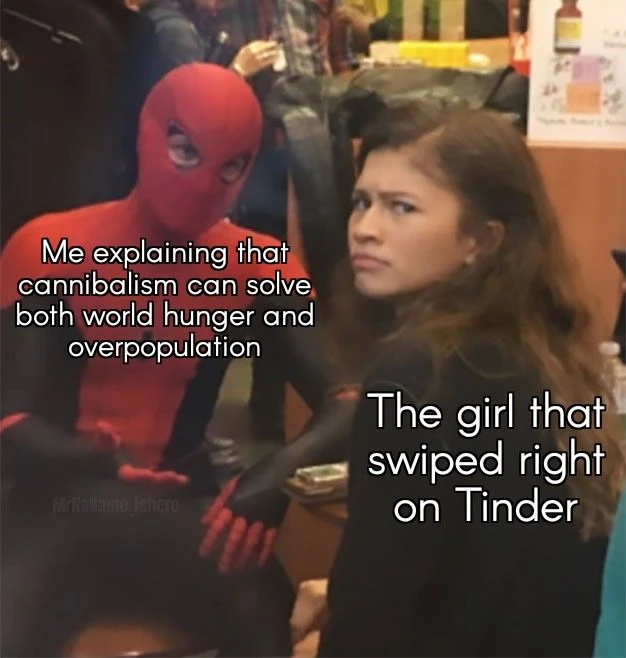 Me explaining that
cannibalism can solve
both world hunger and
overpopulation
The girl that
swiped right
on Tinder